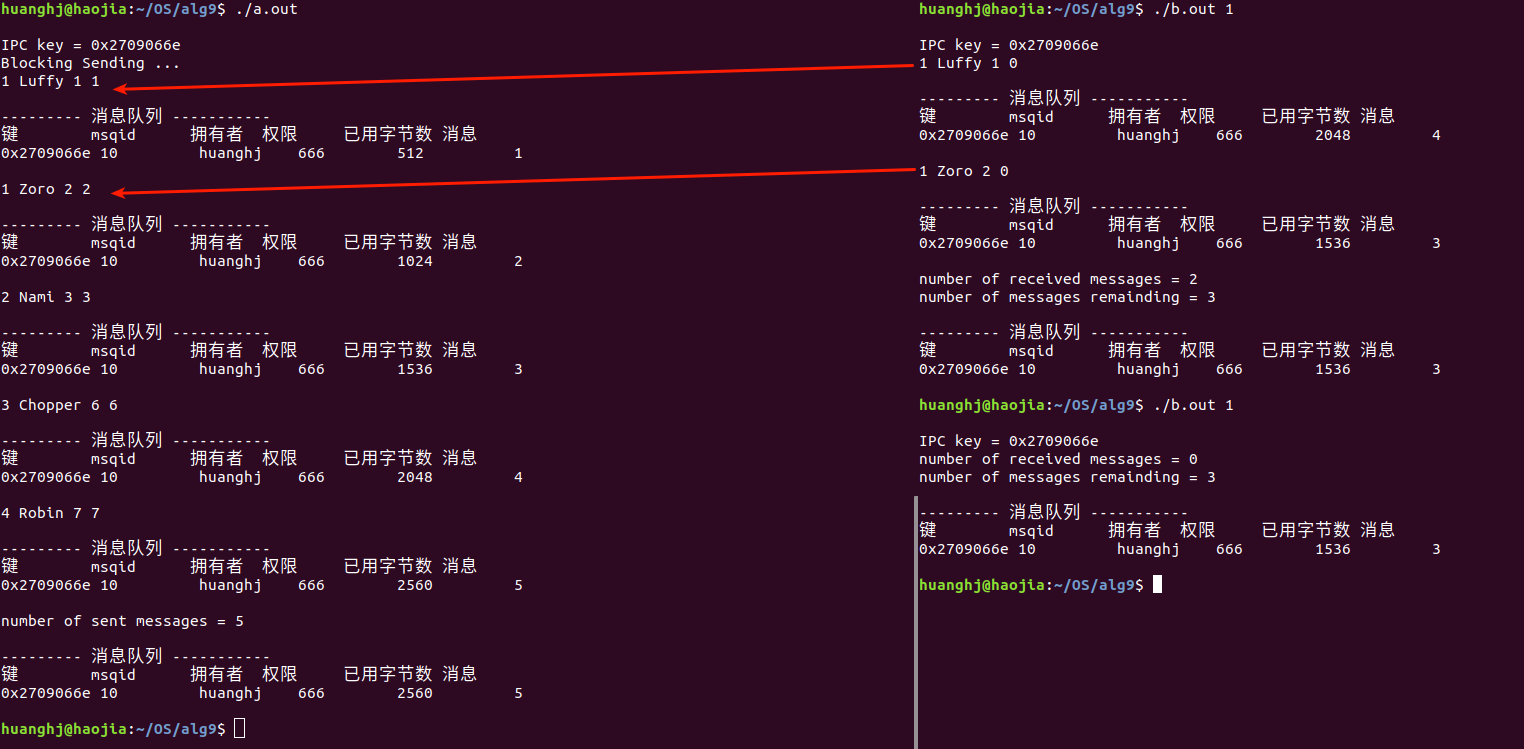 huanghj@haojia:~/OS/alg9$ ./a.out
IPC key = 0x2709066e
Blocking Sending ...
1 Luffy 1 1
--------- 消息队列 -----------
键        msqid      拥有者  权限     已用字节数 消息
0x2709066e 10         huanghj    666        512          1
1 Zoro 2 2
--------- 消息队列 -----------
键        msqid      拥有者  权限     已用字节数 消息
0x2709066e 10         huanghj    666        1024         2
2 Nami 3 3
--------- 消息队列 -----------
键        msqid      拥有者  权限     已用字节数 消息
0x2709066e 10         huanghj    666        1536         3
3 Chopper 6 6
--------- 消息队列 -----------
键        msqid      拥有者  权限     已用字节数 消息
0x2709066e 10         huanghj    666        2048         4
4 Robin 7 7
--------- 消息队列 -----------
键        msqid      拥有者  权限     已用字节数 消息
0x2709066e 10         huanghj    666        2560         5
number of sent messages = 5
--------- 消息队列 -----------
键        msqid      拥有者  权限     已用字节数 消息
0x2709066e 10         huanghj    666        2560         5
huanghj@haojia:~/OS/alg9$
huanghj@haojia:~/OS/alg9$ ./b.out 1
IPC key = 0x2709066e
1 Luffy 1 0
--------- 消息队列 -----------
键        msqid      拥有者  权限     已用字节数 消息
0x2709066e 10         huanghj    666        2048         4
1 Zoro 2 0
--------- 消息队列 -----------
键        msqid      拥有者  权限     已用字节数 消息
0x2709066e 10         huanghj    666        1536         3
number of received messages = 2
number of messages remainding = 3
--------- 消息队列 -----------
键        msqid      拥有者  权限     已用字节数 消息
0x2709066e 10         huanghj    666        1536         3
huanghj@haojia:~/OS/alg9$ ./b.out 1
IPC key = 0x2709066e
number of received messages = 0
number of messages remainding = 3
--------- 消息队列 -----------
键        msqid      拥有者  权限     已用字节数 消息
0x2709066e 10         huanghj    666        1536         3
huanghj@haojia:~/OS/alg9$